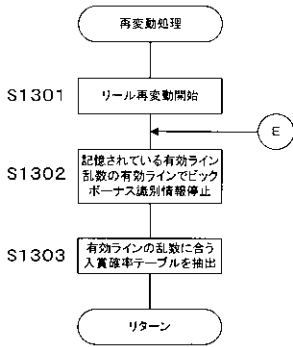 再変動処理
S1301
リール再変動開始
E
S1302
記憶されている有効ライン
乱数の有効ラインでビック
ボーナス識別情報停止
S1303
有効ラインの乱数に合う
入賞確率テーブルを抽出
リターン